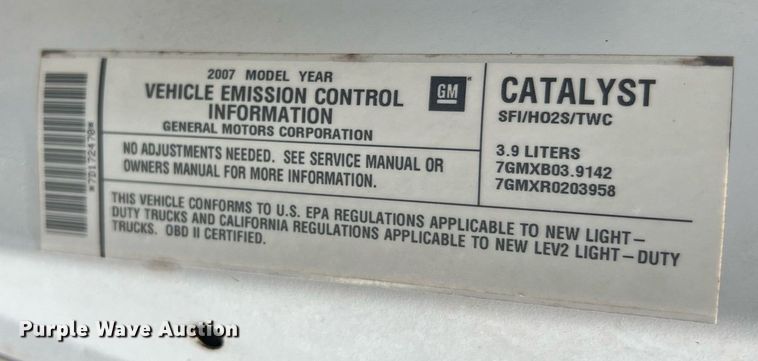 *7D172470*
2007 MODEL YEAR
VEHICLE EMISSION CONTROL
INFORMATION
GENERAL MOTORS CORPORATION
GM
NO ADJUSTMENTS NEEDED. SEE SERVICE MANUAL OR
OWNERS MANUAL FOR MORE INFORMATION.
CATALYST
SFI/HO2S/TWC
3.9 LITERS
7GMXB03.9142
7GMXR0203958
THIS VEHICLE CONFORMS TO U.S. EPA REGULATIONS APPLICABLE TO NEW LIGHT-
DUTY TRUCKS AND CALIFORNIA REGULATIONS APPLICABLE TO NEW LEV2 LIGHT-DUTY
TRUCKS. OBD II CERTIFIED.
Purple Wave Auction